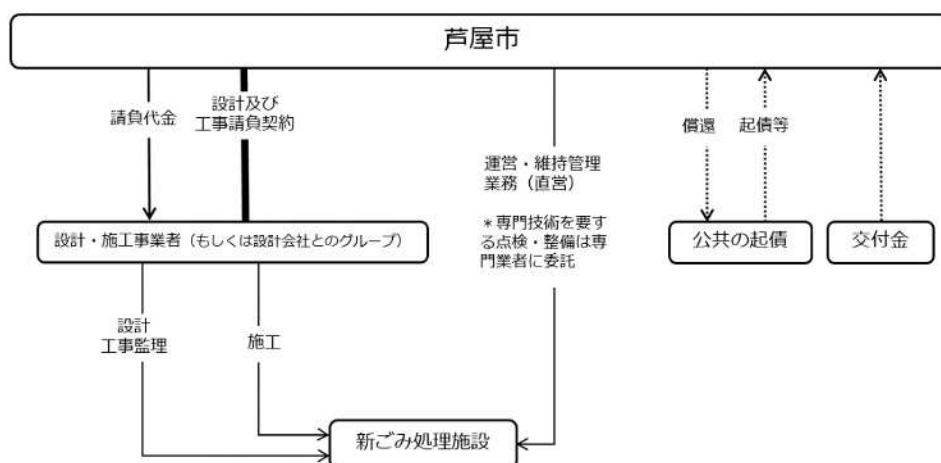 芦屋市
請負代金
設計及び
工事請負契約
運営・維持管理
業務（直営）
＊専門技術を要す
る点検・整備は専
門業者に委託
償還
起債等
設計・施工事業者（もしくは設計会社とのグループ）
公共の起債
交付金
設計
工事監理
施工
新ごみ処理施設